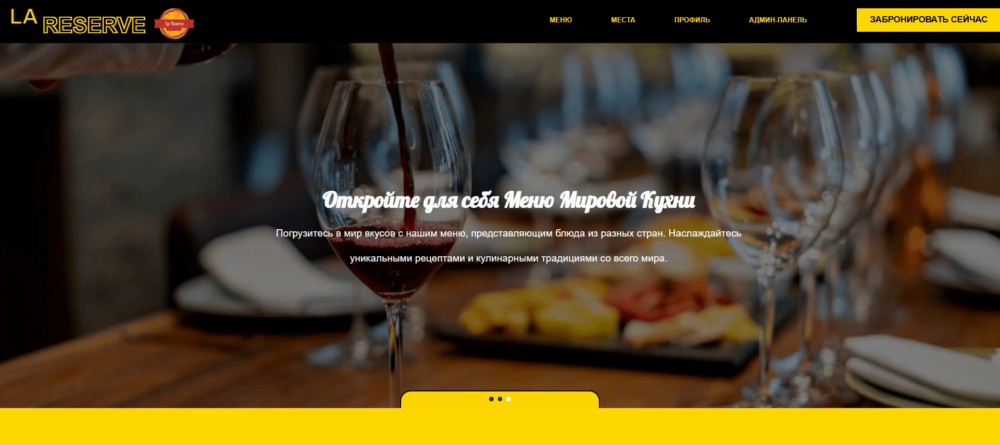 LA RESERVE
La Reserve
МЕНЮ
МЕСТА
ПРОФИЛЬ
АДМИН-ПАНЕЛЬ
ЗАБРОНИРОВАТЬ СЕЙЧАС
Откройте для себя Меню Мировой Кухни
Погрузитесь в мир вкусов с нашим меню, представляющим блюда из разных стран. Наслаждайтесь
уникальными рецептами и кулинарными традициями со всего мира.